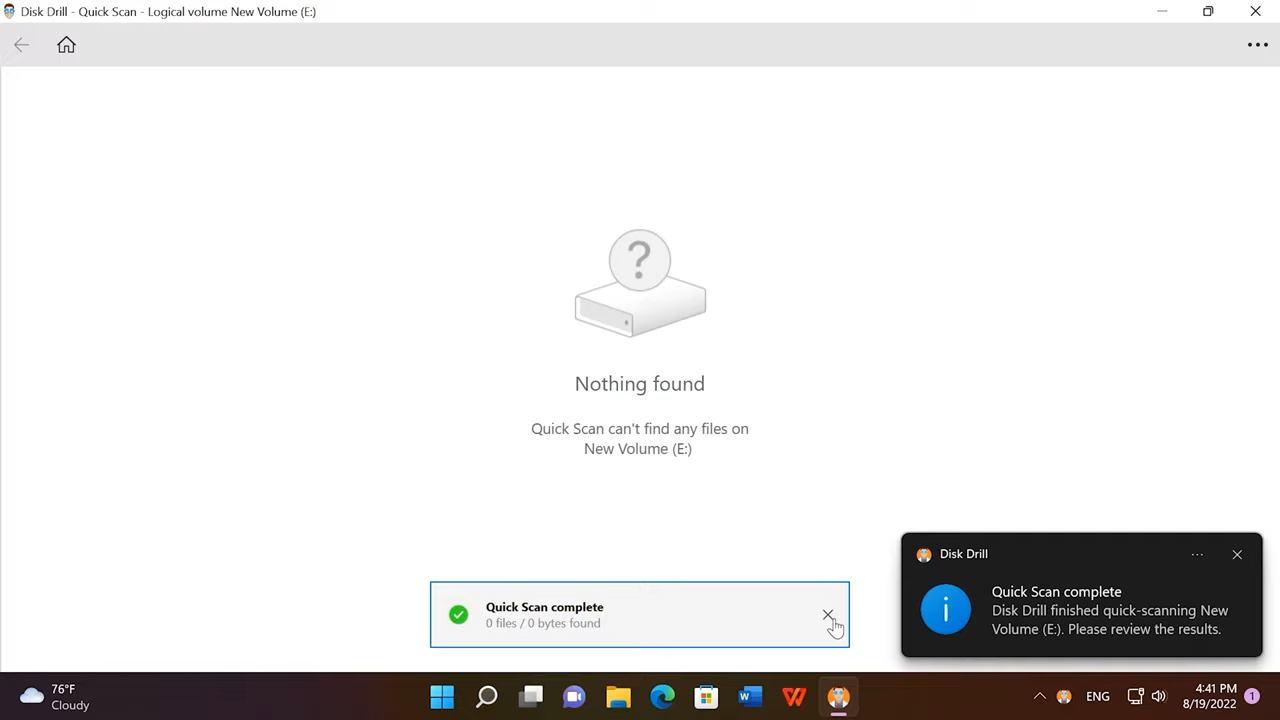 Disk Drill - Quick Scan - Logical volume New Volume (E:)
?
Nothing found
Quick Scan can't find any files on
New Volume (E:)
Quick Scan complete
0 files / 0 bytes found
Disk Drill
i
Quick Scan complete
Disk Drill finished quick-scanning New
Volume (E:). Please review the results.
76°F
Cloudy
W
W
ENG
4:41 PM
8/19/2022
1